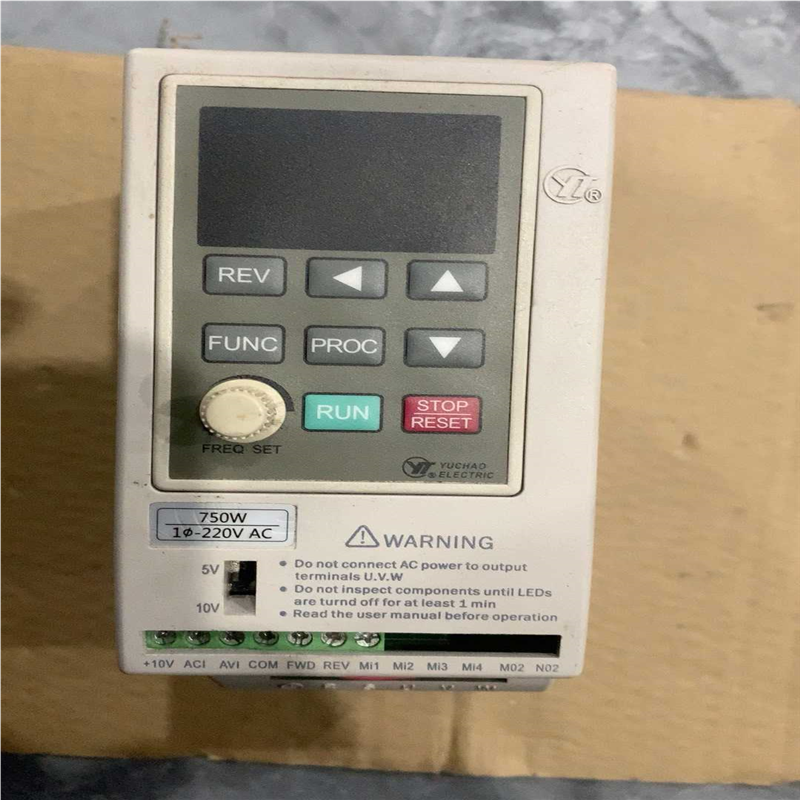 YT®
REV
FUNC PROC
RUN STOP
RESET
FREQ SET
YT® YUCHAO
ELECTRIC
750W
1ϕ-220V AC
WARNING
5V
10V
• Do not connect AC power to output
terminals U.V.W
• Do not inspect components until LEDs
are turnd off for at least 1 min
• Read the user manual before operation
+10V ACI AVI COM FWD REV Mi1 Mi2 Mi3 Mi4 M02 N02